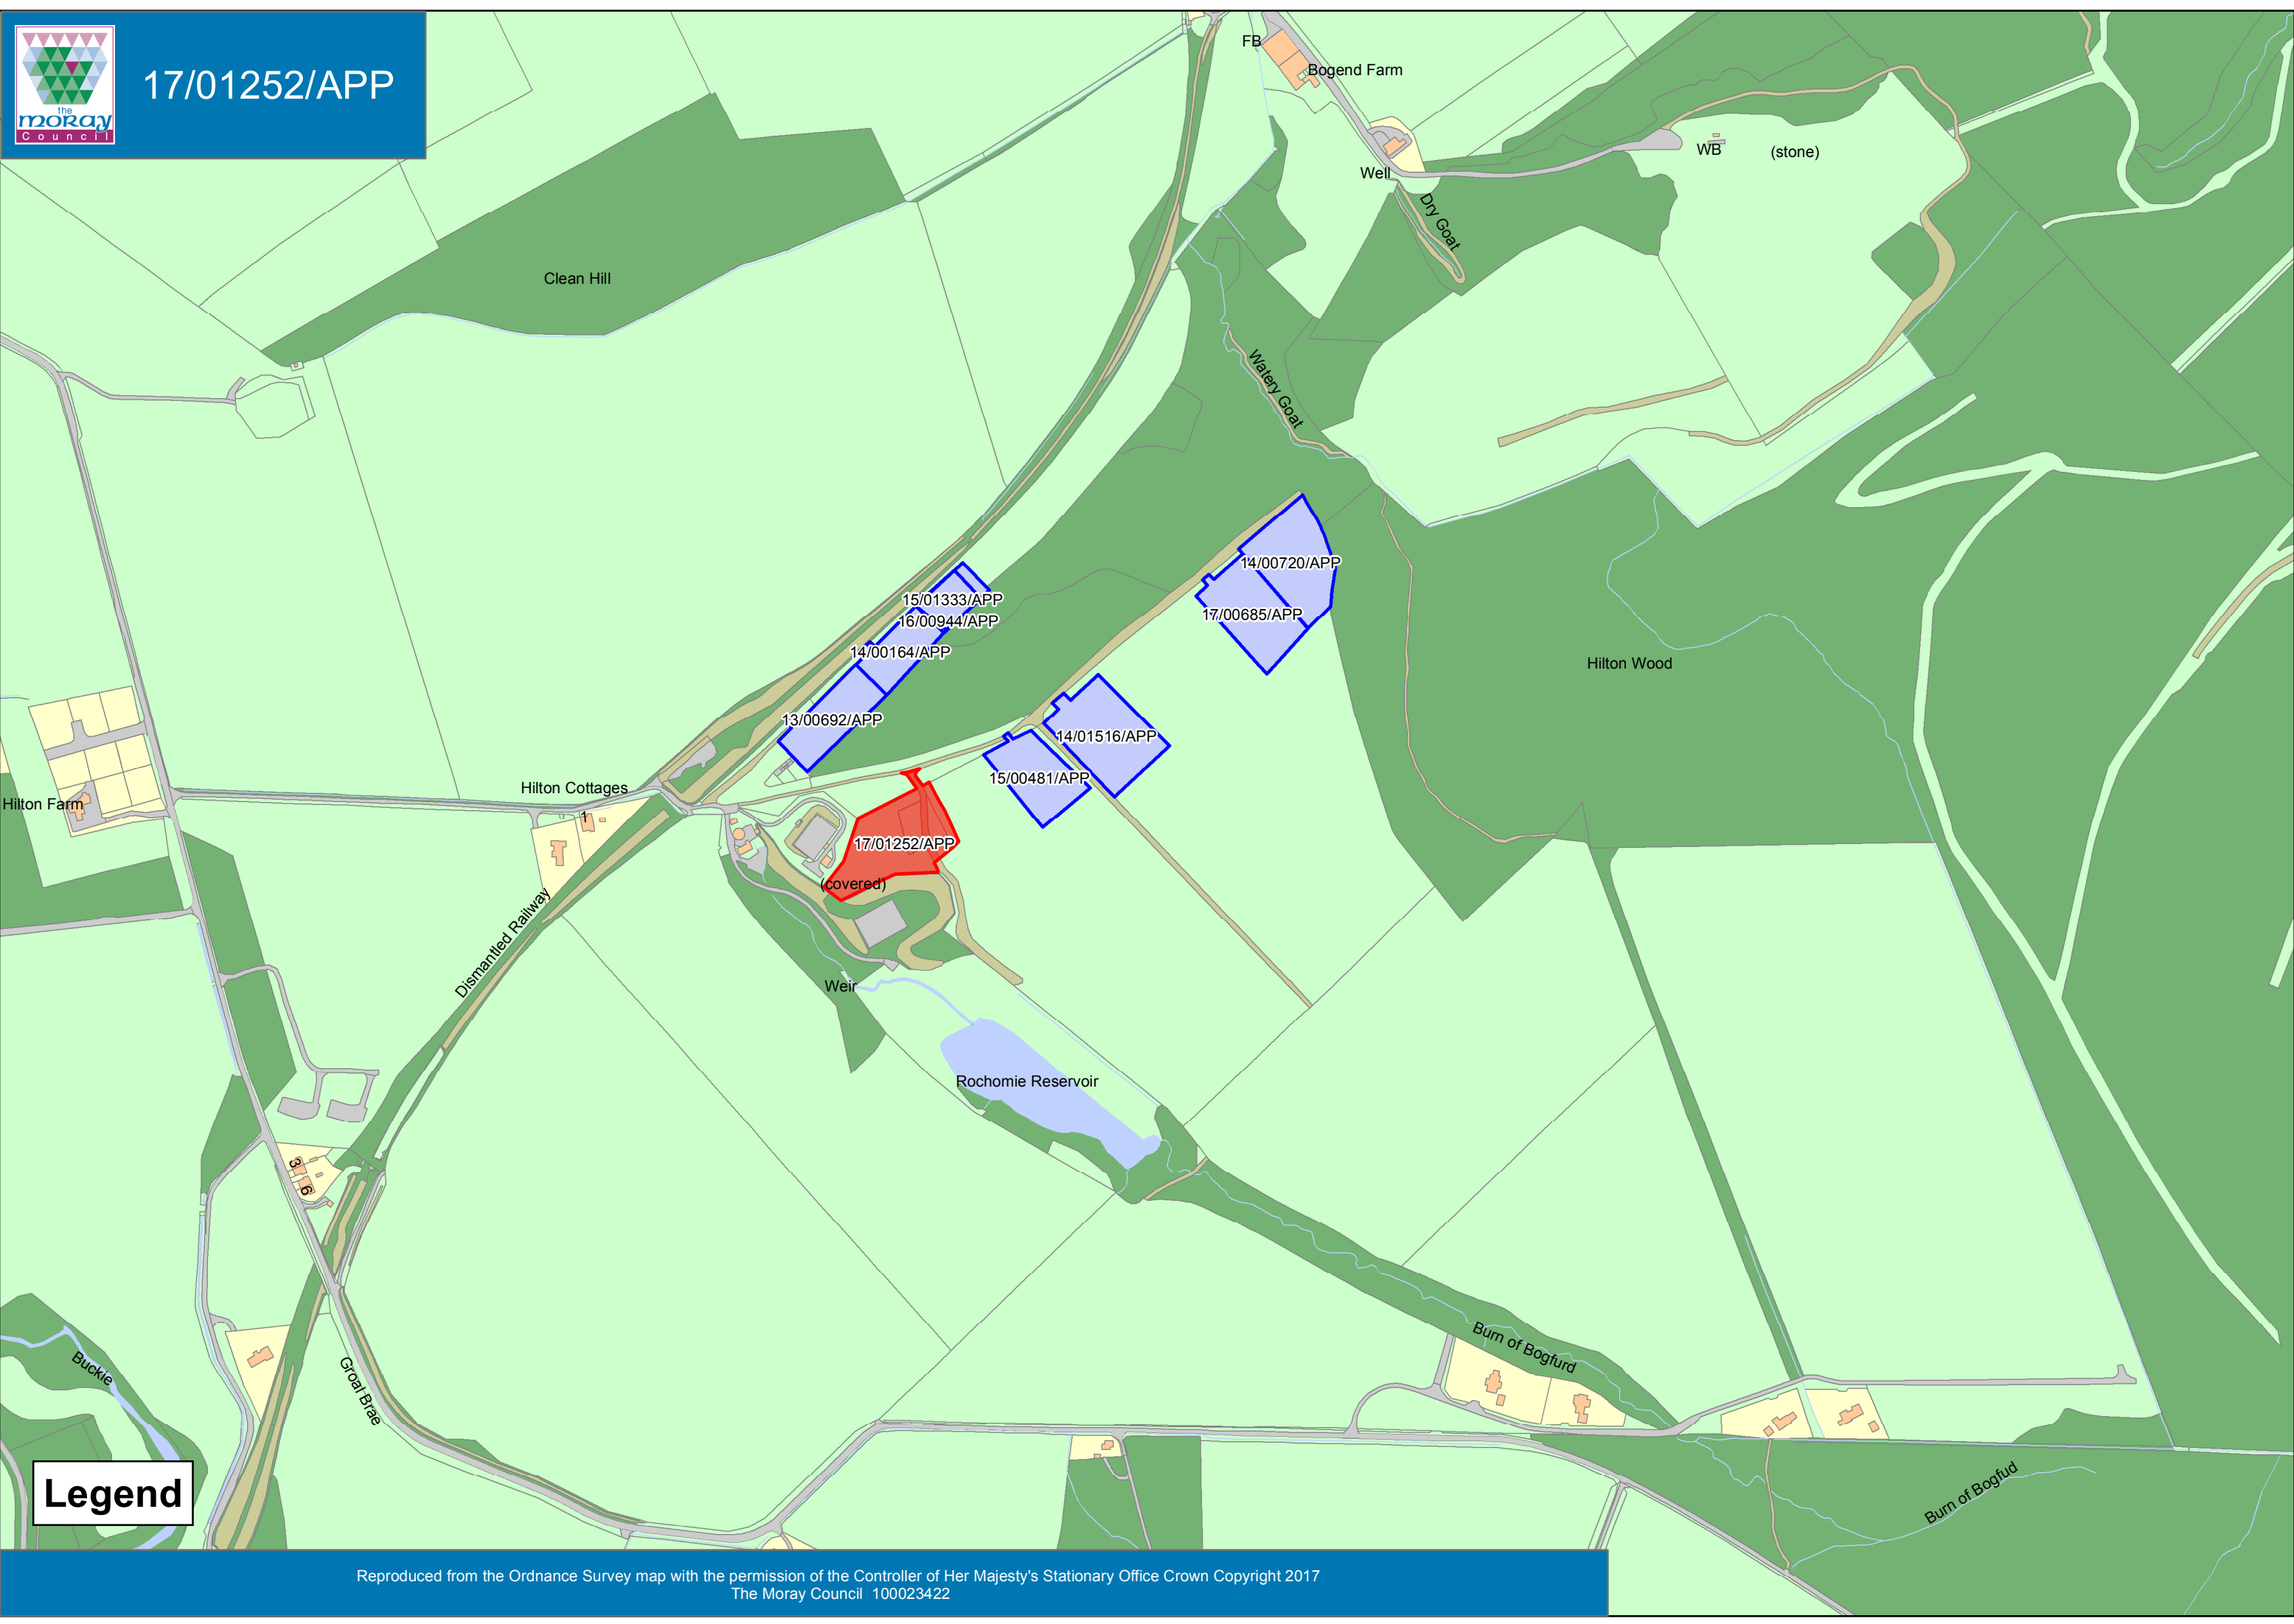 the
moray
Council
17/01252/APP
FB
Bogend Farm
WB
(stone)
Well
Dry Goat
Clean Hill
Watery Goat
14/00720/APP
15/01333/APP
17/00685/APP
16/00944/APP
14/00164/APP
Hilton Wood
13/00692/APP
14/01516/APP
15/00481/APP
Hilton Cottages
Hilton Farm
1
17/01252/APP
(covered)
Dismantled Railway
Weir
Rochomie Reservoir
3
6
Burn of Bogfurd
Buckie
Groat Brae
Legend
Burn of Bogfud
Reproduced from the Ordnance Survey map with the permission of the Controller of Her Majesty's Stationary Office Crown Copyright 2017
The Moray Council 100023422